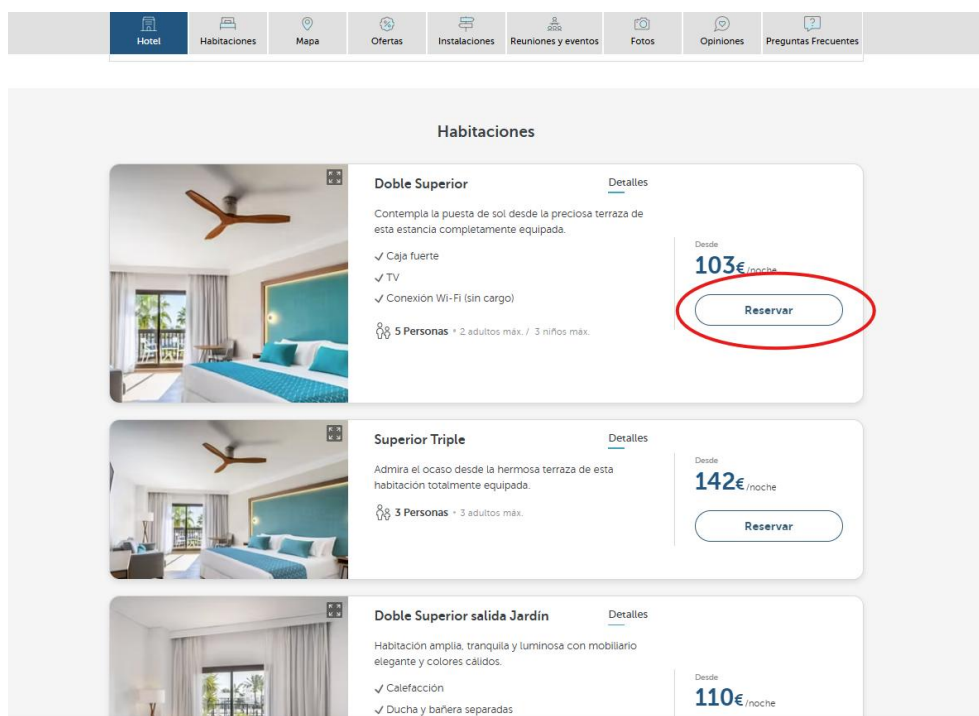 Hotel
Habitaciones
Mapa
Ofertas
Instalaciones
Reuniones y eventos
Fotos
Opiniones
Preguntas Frecuentes
Habitaciones
Doble Superior
Detalles
Contempla la puesta de sol desde la preciosa terraza de
esta estancia completamente equipada.
✓ Caja fuerte
✓ TV
✓ Conexión Wi-Fi (sin cargo)
5 Personas • 2 adultos máx. / 3 niños máx.
Desde
103€/noche
Reservar
Superior Triple
Detalles
Admira el ocaso desde la hermosa terraza de esta
habitación totalmente equipada.
3 Personas • 3 adultos máx.
Desde
142€/noche
Reservar
Doble Superior salida Jardín
Detalles
Habitación amplia, tranquila y luminosa con mobiliario
elegante y colores cálidos.
✓ Calefacción
✓ Ducha y bañera separadas
Desde
110€/noche